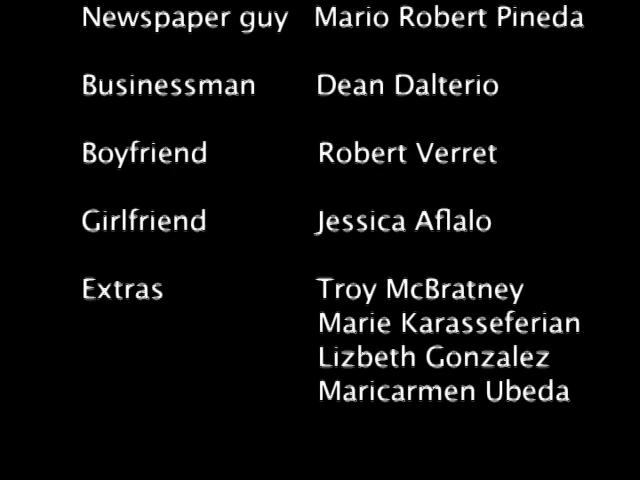 Newspaper guy Mario Robert Pineda
Businessman Dean Dalterio
Boyfriend Robert Verret
Girlfriend Jessica Aflalo
Extras Troy McBratney
Marie Karasseferian
Lizbeth Gonzalez
Maricarmen Ubeda